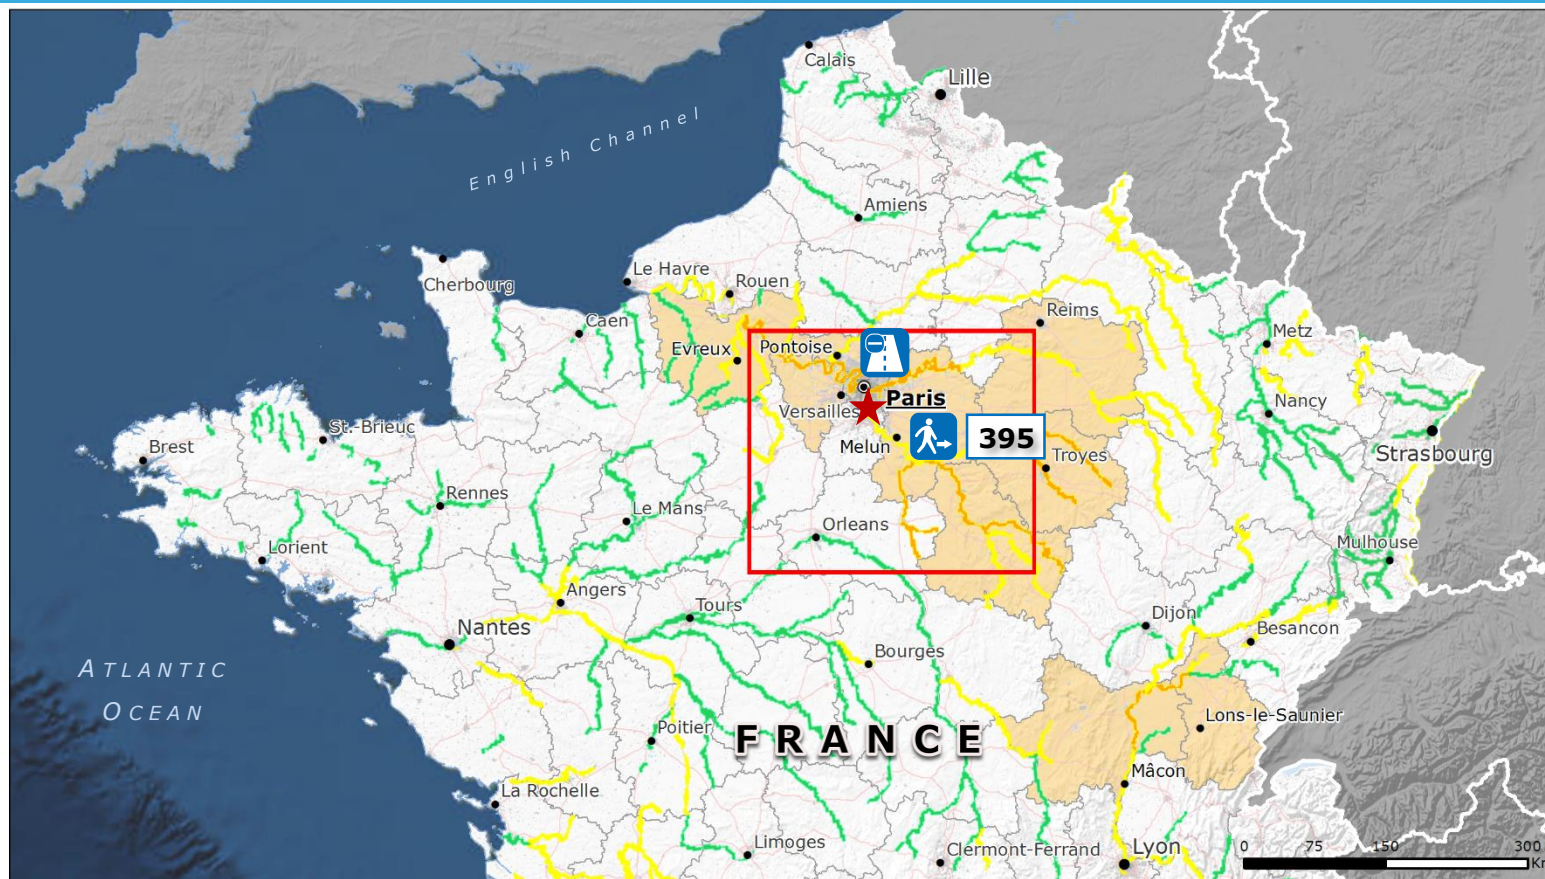 Calais
Lille
English Channel
Amiens
Le Havre
Rouen
Cherbourg
Reims
Caen
Metz
Evreux
Pontoise
Paris
Versailles
Nancy
St.-Brieuc
Melun
395
Brest
Troyes
Strasbourg
Rennes
Le Mans
Orleans
Lorient
Mulhouse
Angers
Tours
Dijon
Nantes
Besancon
Bourges
ATLANTIC
OCEAN
Lons-le-Saunier
Poitier
FRANCE
Mâcon
La Rochelle
Limoges
Clermont-Ferrand
Lyon
0 75 150 300
Km